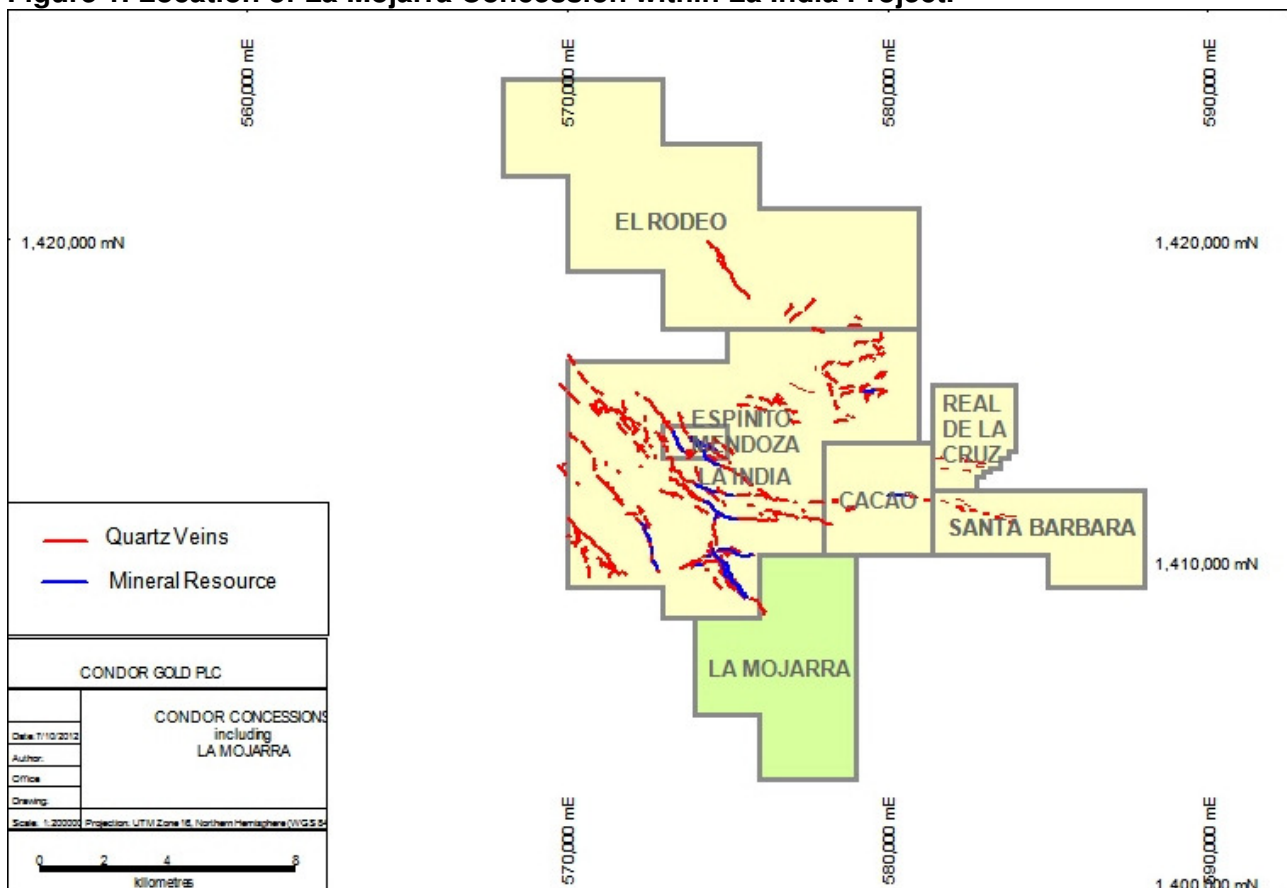 Figure 1. Location of La Mojarra Concession within La India Project.
560,000 mE
570,000 mE
580,000 mE
590,000 mE
EL RODEO
1,420,000 mN
1,420,000 mN
ESPINITO
MENDOZA
LA INDIA
REAL
DE LA
CRUZ
CACAO
SANTA BARBARA
1,410,000 mN
LA MOJARRA
Quartz Veins
Mineral Resource
CONDOR GOLD PLC
CONDOR CONCESSIONS
including
LA MOJARRA
Date:7/10/2012
Author:
Office
Drawing:
Scale: 1:200000
Projection: UTM Zone 16, Northern Hemisphere (WGS 84
0 2 4 8
kilometres
570,000 mE
580,000 mE
590,000 mE
1,400,000 mN